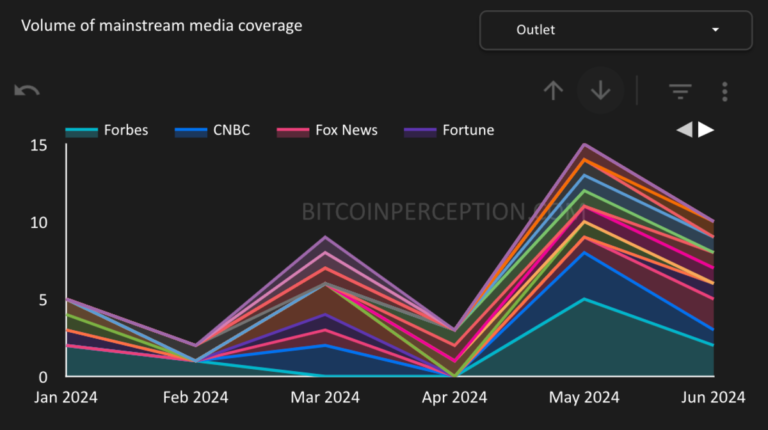 Volume of mainstream media coverage
Outlet
Forbes CNBC Fox News Fortune
15
BITCOINPERCEPTION.COM
10
5
0
Jan 2024 Feb 2024 Mar 2024 Apr 2024 May 2024 Jun 2024